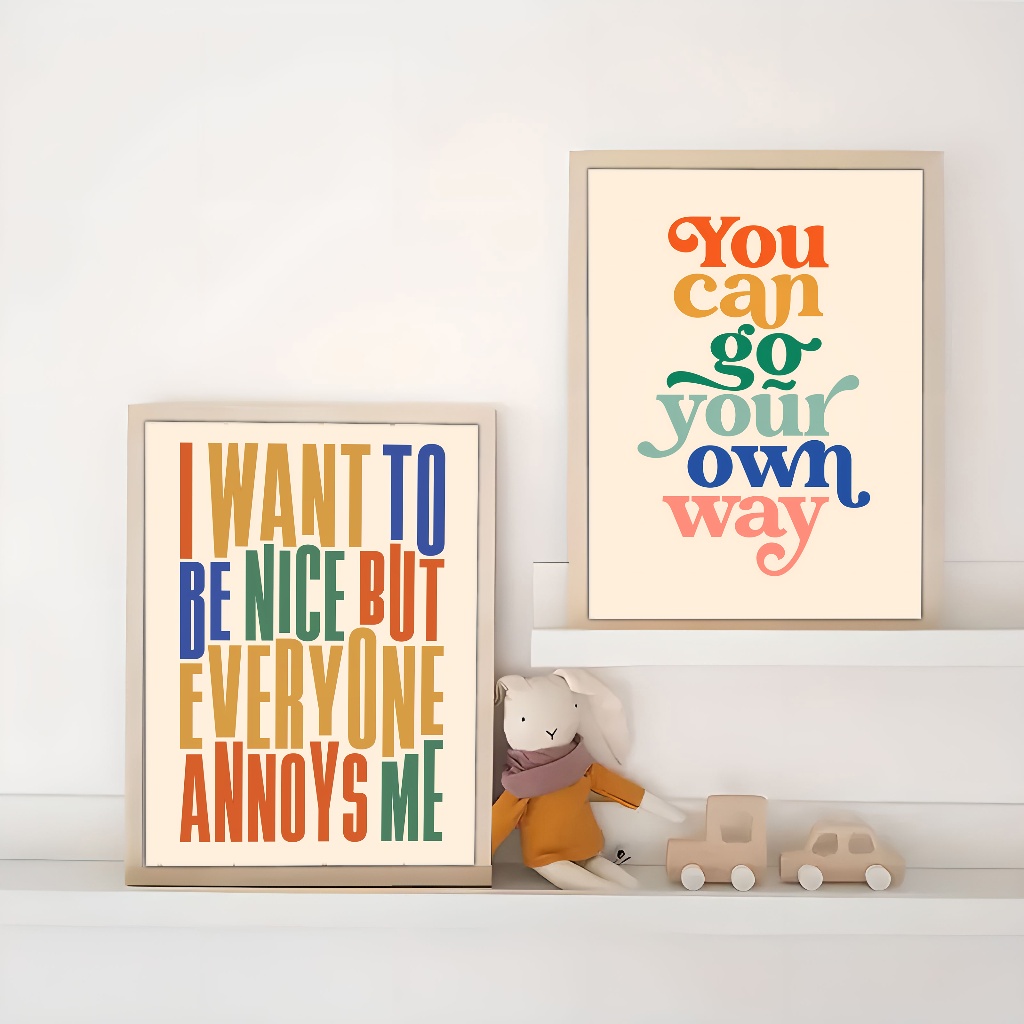 I WANT TO
BE NICE BUT
EVERYONE
ANNOYS ME
You
can
go
your
own
way